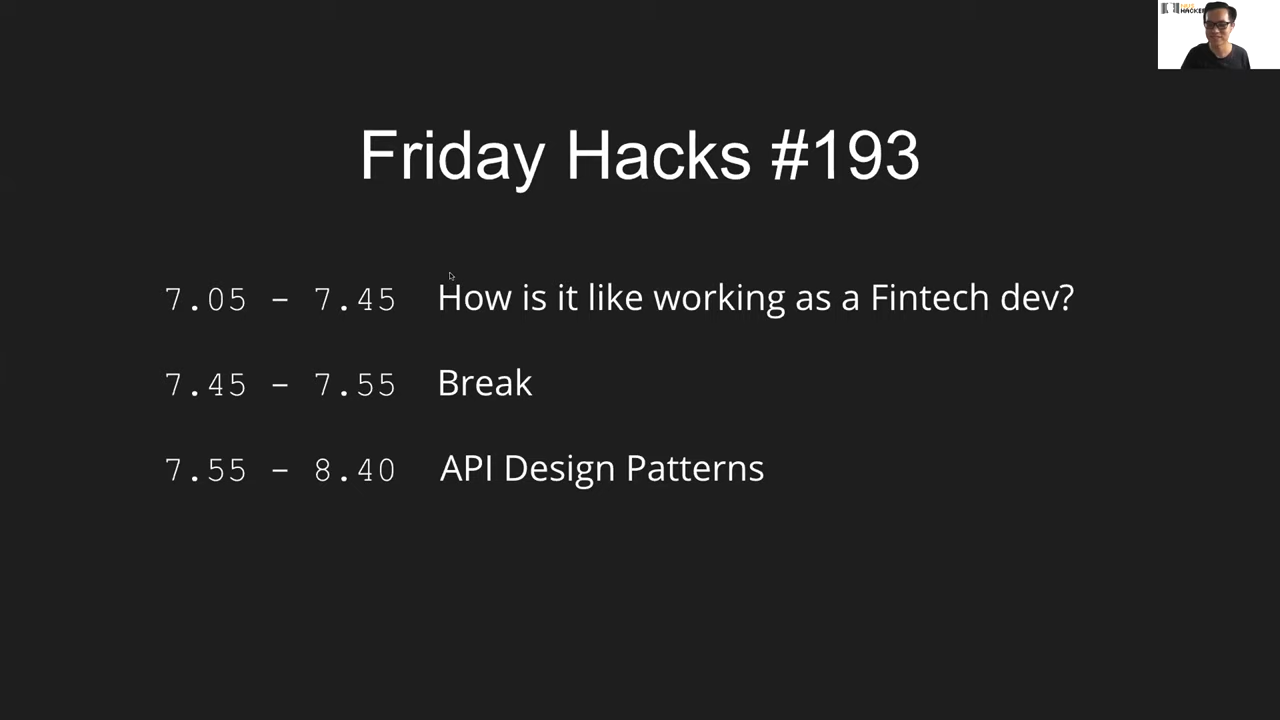 HACKER
Friday Hacks #193
7.05 – 7.45 How is it like working as a Fintech dev?
7.45 – 7.55 Break
7.55 – 8.40 API Design Patterns